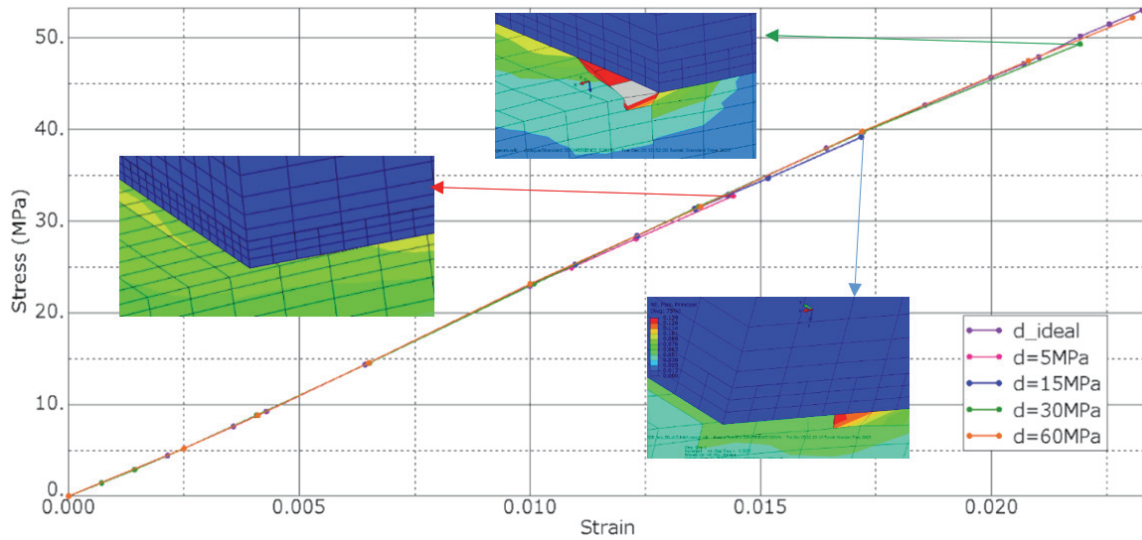 Stress (MPa)
50.
40.
30.
20.
10.
0.
0.000
0.005
0.010
0.015
0.020
Strain
d_ideal
d=5MPa
d=15MPa
d=30MPa
d=60MPa